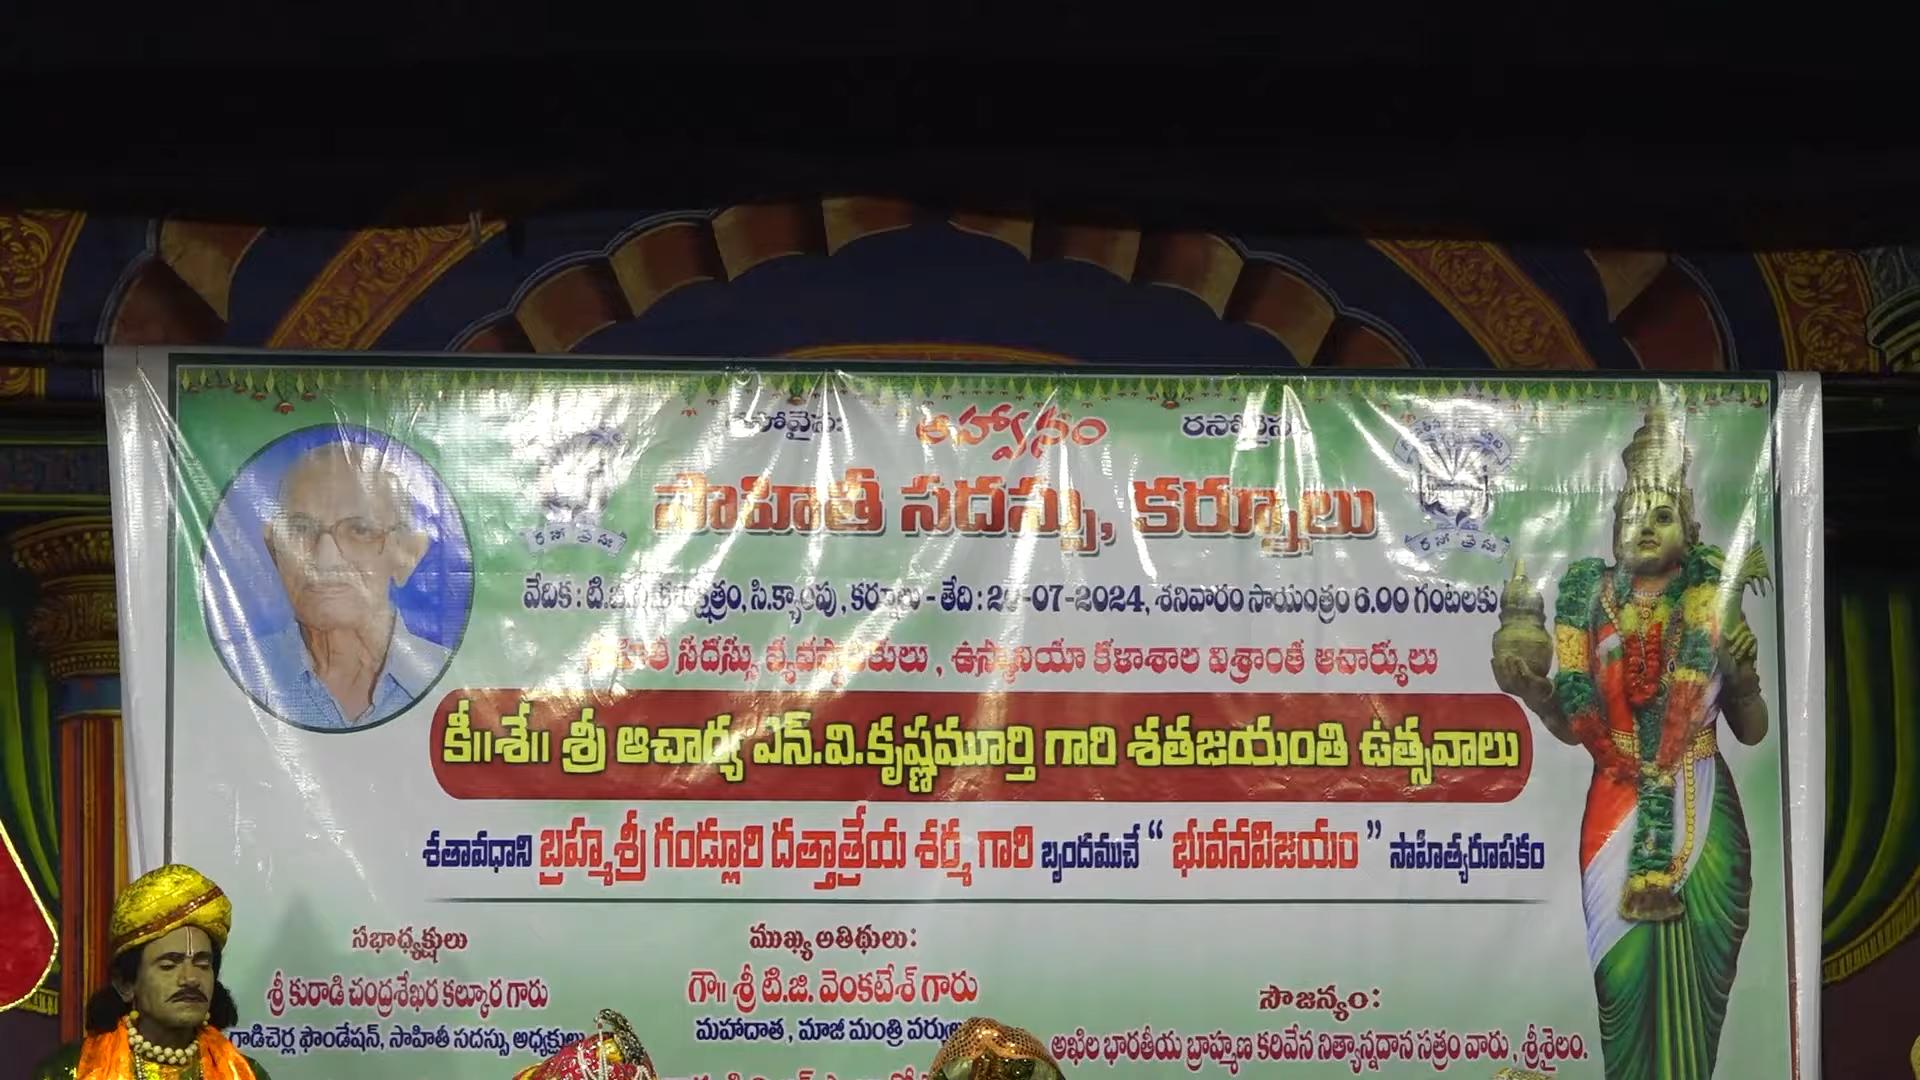 ఆహ్వానం
సాహితీ సదస్సు, కర్నూలు
వేదిక : టి.జి.వి. కళాక్షేత్రం, సి.క్యాంపు, కర్నూలు - తేది : -07-2024, శనివారం సాయంత్రం 6.00 గంటలకు
సాహితీ సదస్సు వ్యవస్థాపకులు, ఉస్మానియా కళాశాల విశ్రాంత ఆచార్యులు
కీ॥శే॥ శ్రీ ఆచార్య ఎన్.వి.కృష్ణమూర్తి గారి శతజయంతి ఉత్సవాలు
శతావధాని బ్రహ్మశ్రీ గండ్లూరి దత్తాత్రేయ శర్మ గారి బృందముచే “ భువనవిజయం ” సాహిత్యరూపకం
సభాధ్యక్షులు
శ్రీ కురాడి చంద్రశేఖర కల్కూర గారు
గాడిచెర్ల ఫౌండేషన్, సాహితీ సదస్సు అధ్యక్షులు
ముఖ్య అతిథులు :
గౌ॥ శ్రీ టి.జి. వెంకటేశ్ గారు
మహాదాత, మాజీ మంత్రి వర్యులు
సౌజన్యం :
అఖిల భారతీయ బ్రాహ్మణ కరివేన నిత్యాన్నదాన సత్రం వారు, శ్రీశైలం.